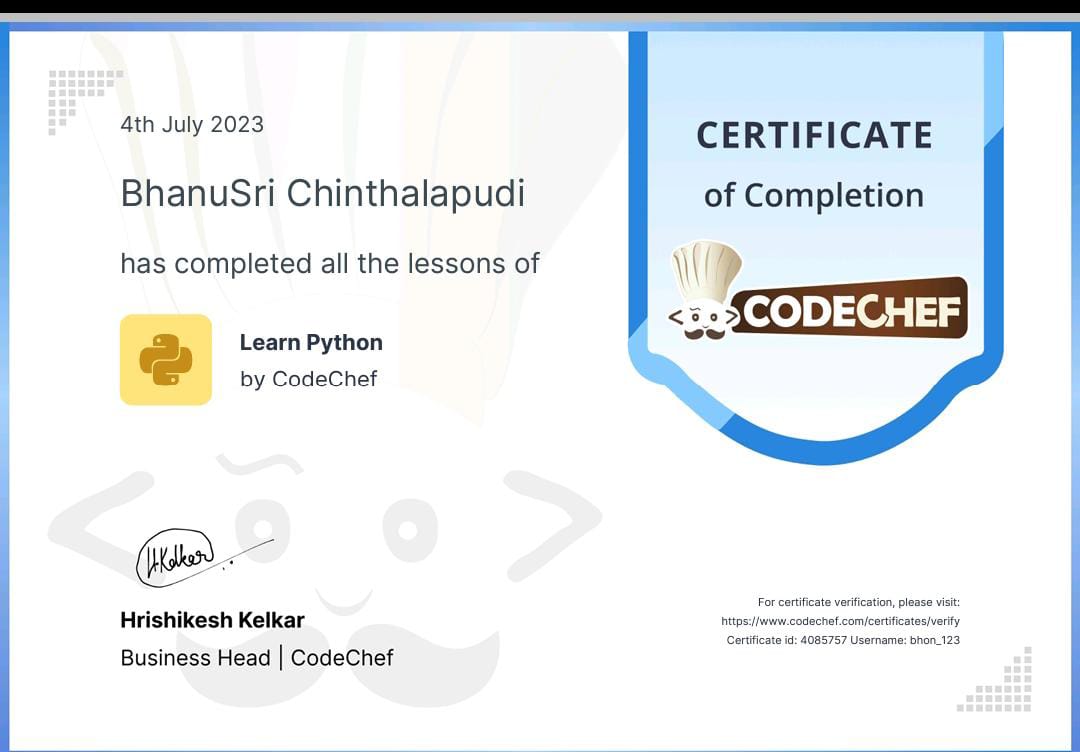 4th July 2023
BhanuSri Chinthalapudi
has completed all the lessons of
Learn Python
by CodeChef
CERTIFICATE
of Completion
CODECHEF
H.Kelkar
Hrishikesh Kelkar
Business Head | CodeChef
For certificate verification, please visit:
https://www.codechef.com/certificates/verify
Certificate id: 4085757 Username: bhon_123